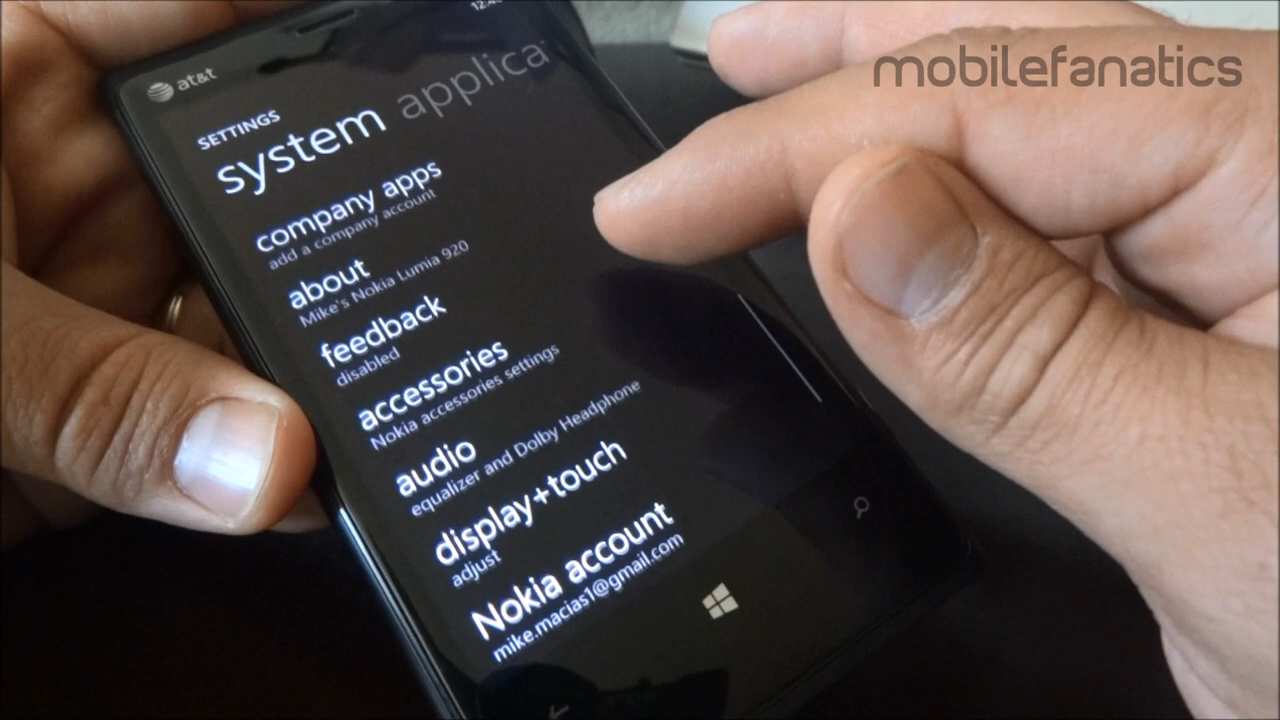 mobilefanatics
at&t
SETTINGS
system applica
company apps
add a company account
about
Mike's Nokia Lumia 920
feedback
disabled
accessories
Nokia accessories settings
audio
equalizer and Dolby Headphone
display+touch
adjust
Nokia account
mike.macias1@gmail.com